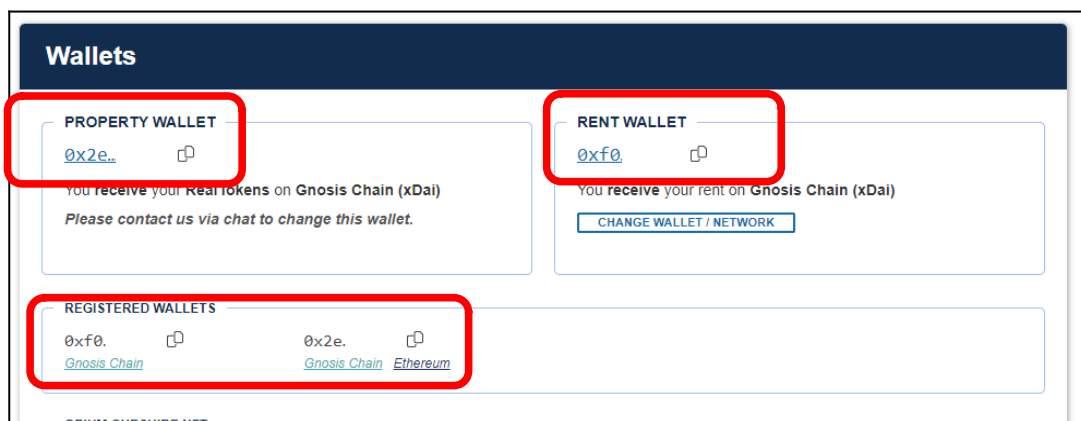 Wallets
PROPERTY WALLET
0x2e..
You receive your RealTokens on Gnosis Chain (xDai)
Please contact us via chat to change this wallet.
RENT WALLET
0xf0.
You receive your rent on Gnosis Chain (xDai)
CHANGE WALLET / NETWORK
REGISTERED WALLETS
0xf0. 0x2e.
Gnosis Chain Gnosis Chain Ethereum